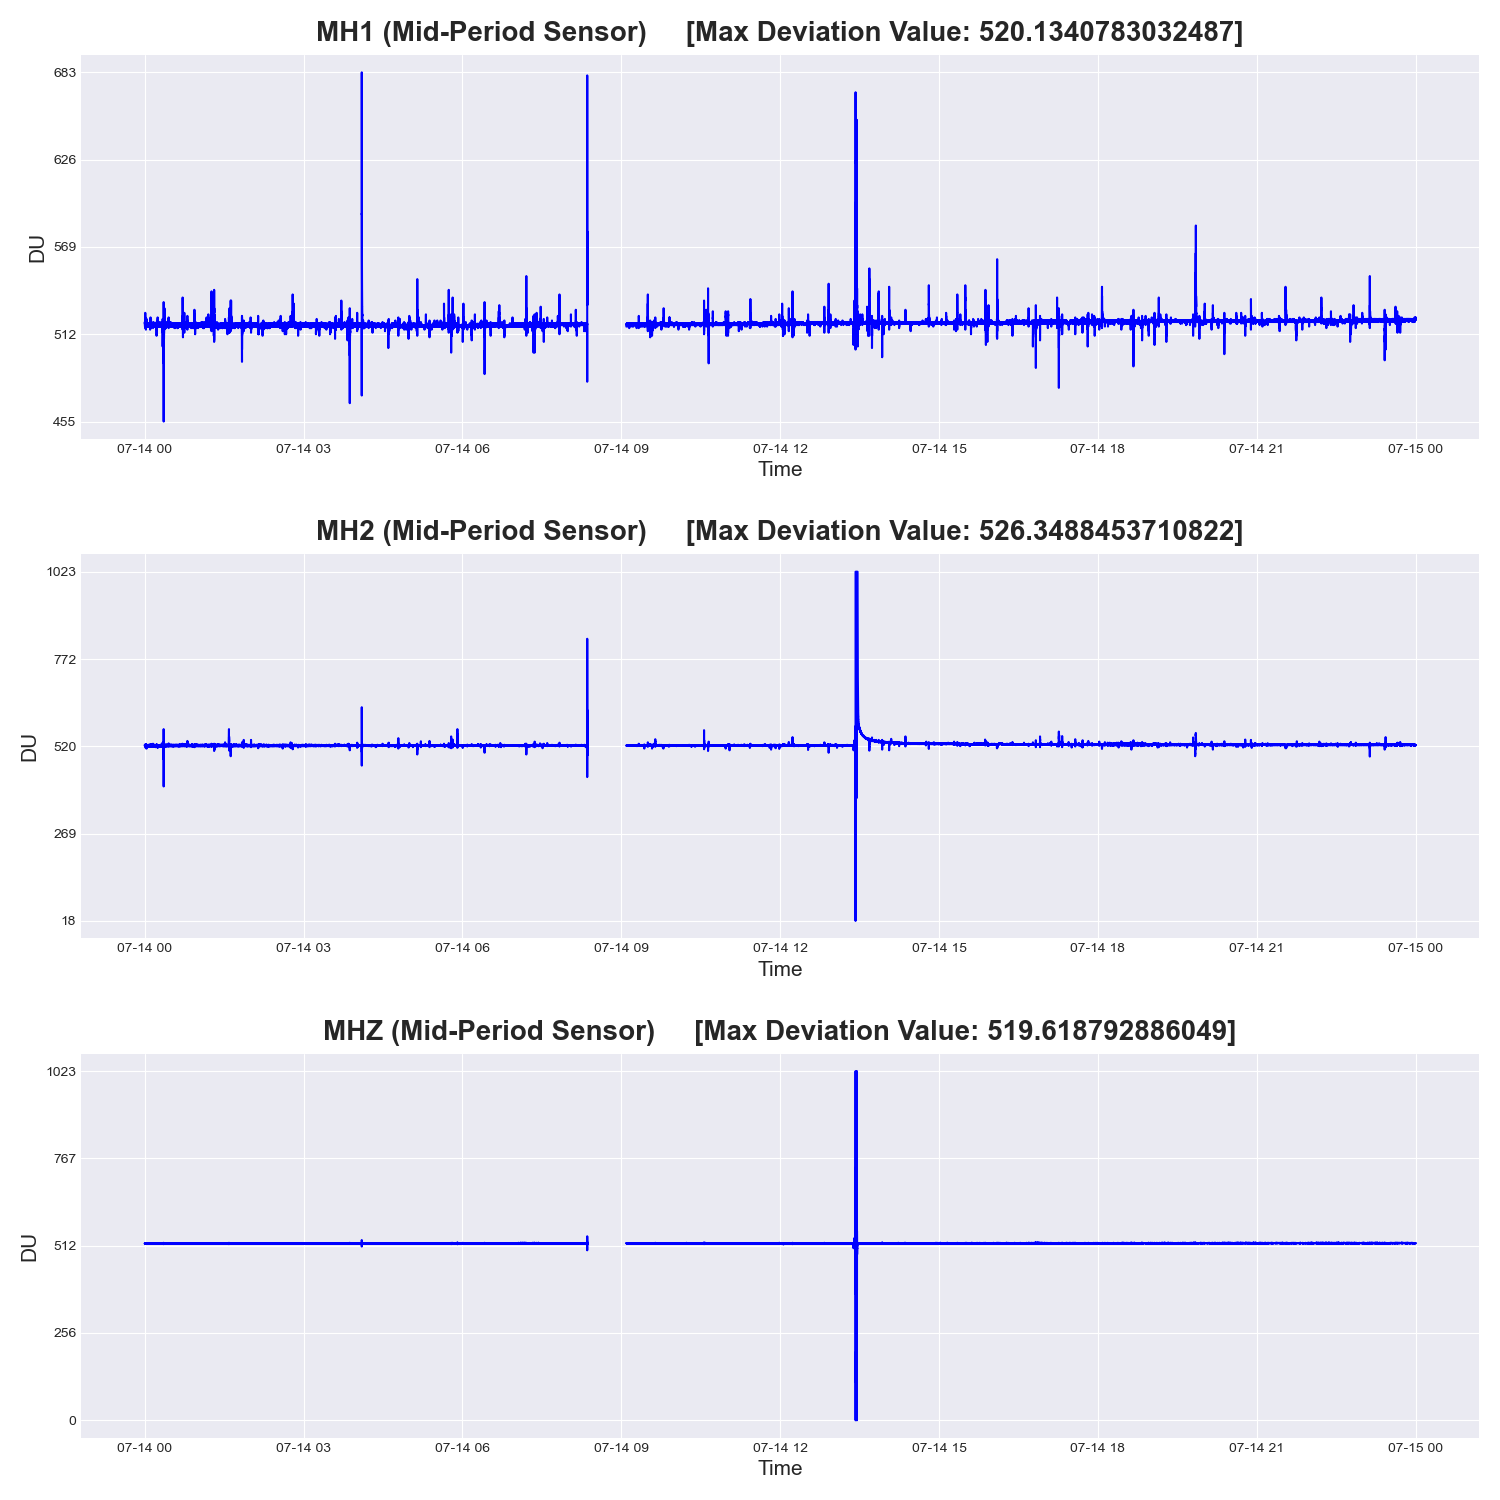 MH1 (Mid-Period Sensor)     [Max Deviation Value: 520.1340783032487]
683
626
569
512
455
DU
07-14 00 07-14 03 07-14 06 07-14 09 07-14 12 07-14 15 07-14 18 07-14 21 07-15 00
Time
MH2 (Mid-Period Sensor)     [Max Deviation Value: 526.3488453710822]
1023
772
520
269
18
DU
07-14 00 07-14 03 07-14 06 07-14 09 07-14 12 07-14 15 07-14 18 07-14 21 07-15 00
Time
MHZ (Mid-Period Sensor)     [Max Deviation Value: 519.618792886049]
1023
767
512
256
0
DU
07-14 00 07-14 03 07-14 06 07-14 09 07-14 12 07-14 15 07-14 18 07-14 21 07-15 00
Time